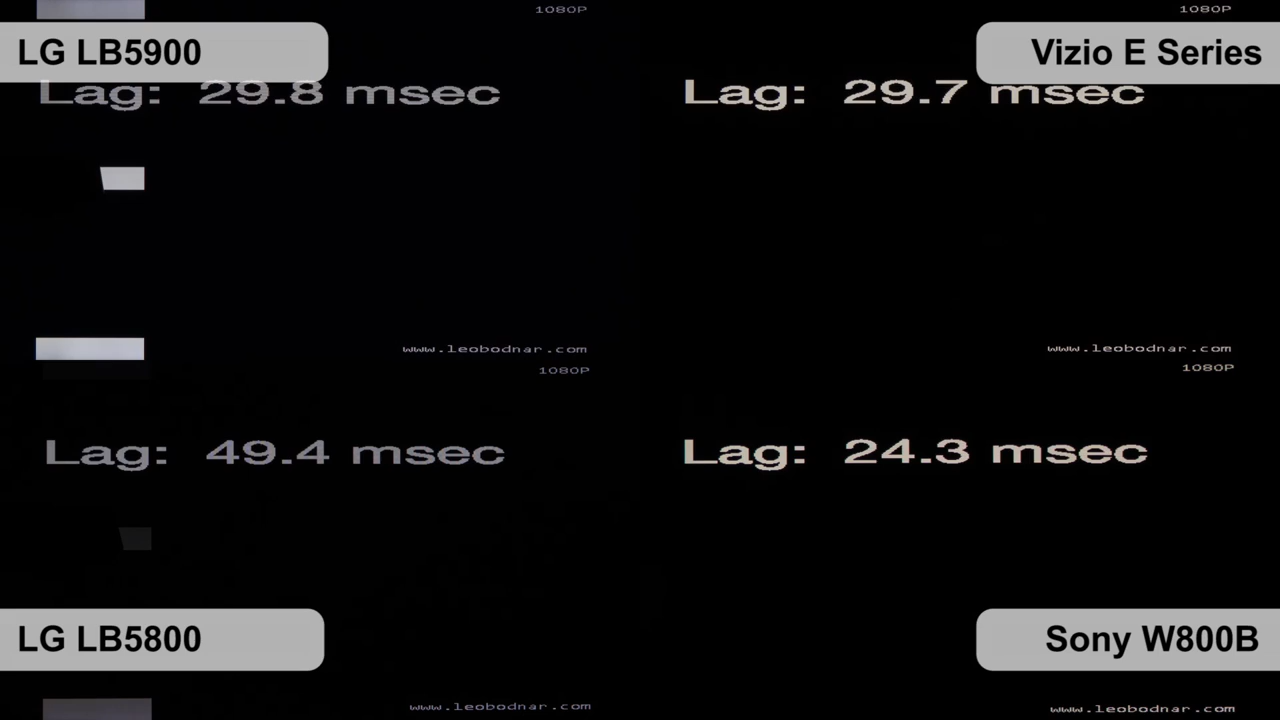 1080P
1080P
LG LB5900
Vizio E Series
Lag: 29.8 msec
Lag: 29.7 msec
www.leobodnar.com
www.leobodnar.com
1080P
1080P
Lag: 49.4 msec
Lag: 24.3 msec
LG LB5800
Sony W800B
www.leobodnar.com
www.leobodnar.com